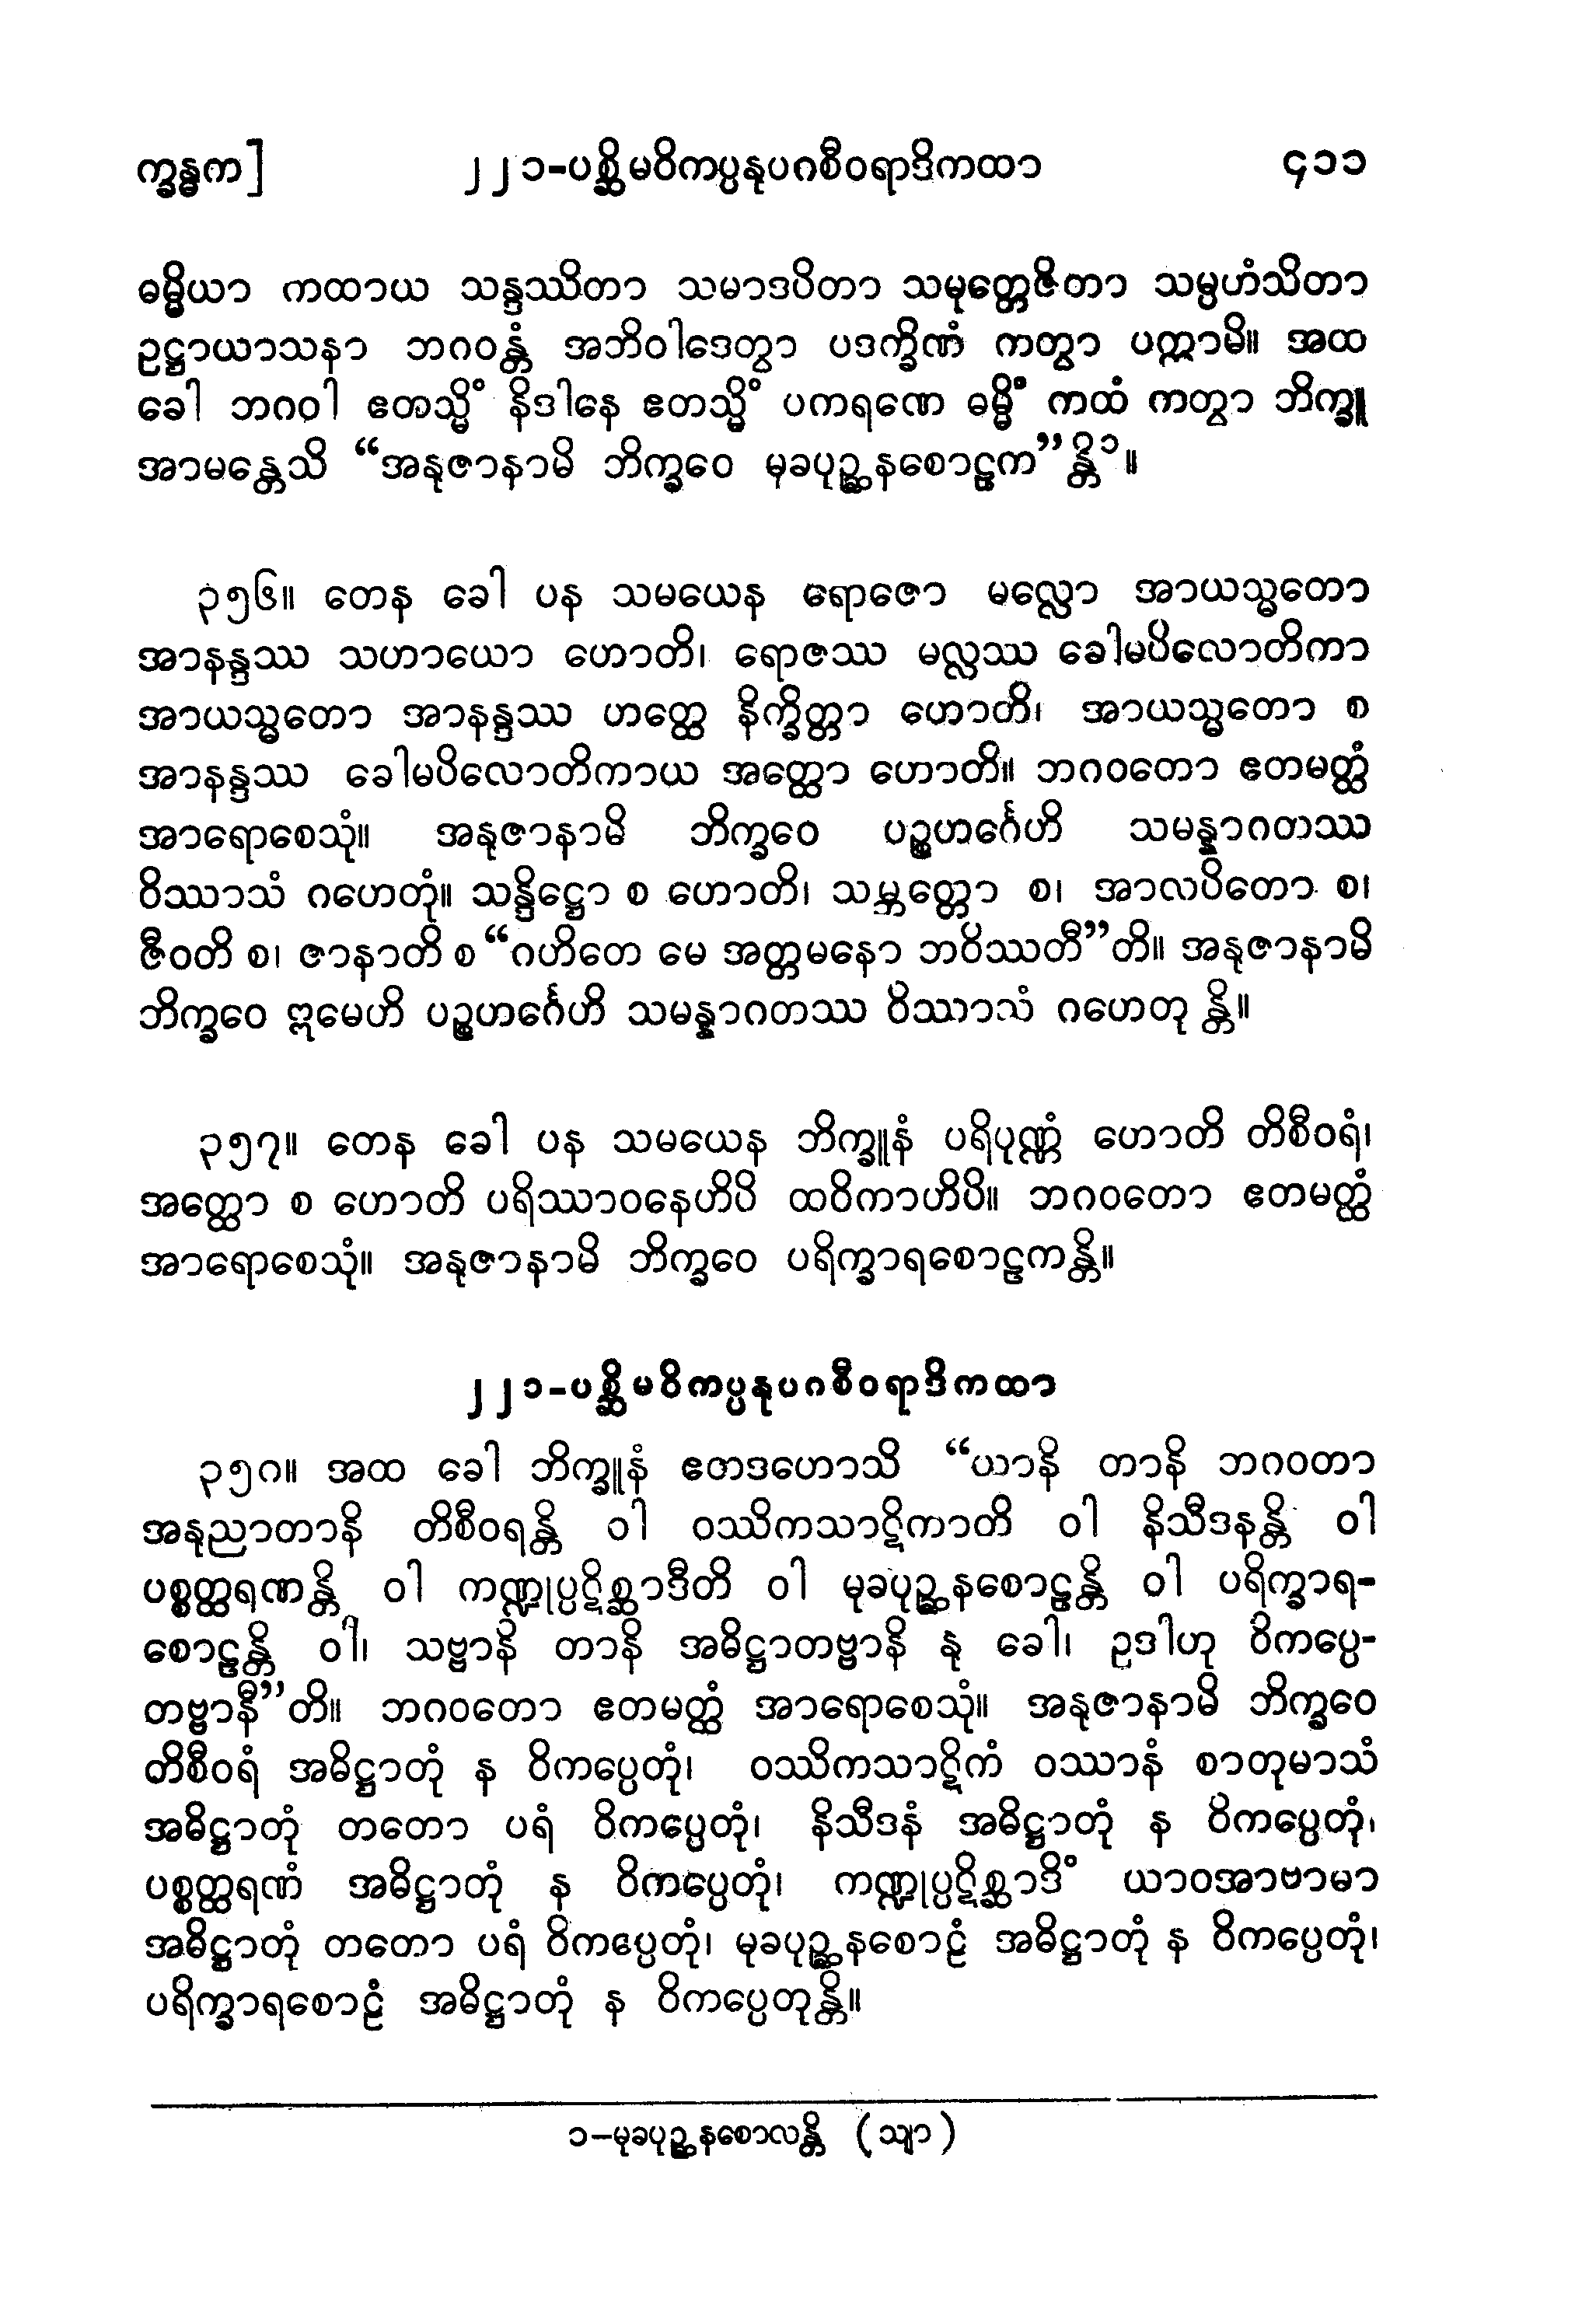 က္ခန္ဓက]
၂၂၁-ပစ္ဆိမဝိကပ္ပနုပဂစီဝရာဒိကထာ
၄၁၁
ဓမ္မိယာ ကထာယ သန္ဒဿိတာ သမာဒပိတာ သမုတ္တေဇိတာ သမ္ပဟံသိတာ
ဥဋ္ဌာယာသနာ ဘဂဝန္တံ အဘိဝါဒေတွာ ပဒက္ခိဏံ ကတွာ ပက္ကာမိ။ အထ
ခေါ ဘဂဝါ ဧတသ္မိံ နိဒါနေ ဧတသ္မိံ ပကရဏေ ဓမ္မိံ ကထံ ကတွာ ဘိက္ခူ
အာမန္တေသိ “အနုဇာနာမိ ဘိက္ခဝေ မုခပုဉ္ဆနစောဠက”န္တိ၁။
၃၅၆။ တေန ခေါ ပန သမယေန ရောဇော မလ္လော အာယသ္မတော
အာနန္ဒဿ သဟာယော ဟောတိ၊ ရောဇဿ မလ္လဿ ခေါမပိလောတိကာ
အာယသ္မတော အာနန္ဒဿ ဟတ္ထေ နိက္ခိတ္တာ ဟောတိ၊ အာယသ္မတော စ
အာနန္ဒဿ ခေါမပိလောတိကာယ အတ္ထော ဟောတိ။ ဘဂဝတော ဧတမတ္ထံ
အာရောစေသုံ။ အနုဇာနာမိ ဘိက္ခဝေ ပဉ္စဟင်္ဂေဟိ သမန္နာဂတဿ
ဝိဿာသံ ဂဟေတုံ။ သန္ဒိဋ္ဌော စ ဟောတိ၊ သမ္ဘတ္တော စ၊ အာလပိတော စ၊
ဇီဝတိ စ၊ ဇာနာတိ စ “ဂဟိတေ မေ အတ္တမနော ဘဝိဿတီ”တိ။ အနုဇာနာမိ
ဘိက္ခဝေ ဣမေဟိ ပဉ္စဟင်္ဂေဟိ သမန္နာဂတဿ ဝိဿာသံ ဂဟေတု န္တိ။
၃၅၇။ တေန ခေါ ပန သမယေန ဘိက္ခူနံ ပရိပုဏ္ဏံ ဟောတိ တိစီဝရံ၊
အတ္ထော စ ဟောတိ ပရိဿာဝနေဟိပိ ထဝိကာဟိပိ။ ဘဂဝတော ဧတမတ္ထံ
အာရောစေသုံ။ အနုဇာနာမိ ဘိက္ခဝေ ပရိက္ခာရစောဠကန္တိ။
၂၂၁-ပစ္ဆိမဝိကပ္ပနုပဂစီဝရာဒိကထာ
၃၅၈။ အထ ခေါ ဘိက္ခူနံ ဧတဒဟောသိ “ယာနိ တာနိ ဘဂဝတာ
အနုညာတာနိ တိစီဝရန္တိ ဝါ ဝဿိကသာဋိကာတိ ဝါ နိသီဒနန္တိ ဝါ
ပစ္စတ္ထရဏန္တိ ဝါ ကဏ္ဍုပ္ပဋိစ္ဆာဒီတိ ဝါ မုခပုဉ္ဆနစောဠန္တိ ဝါ ပရိက္ခာရ-
စောဠန္တိ ဝါ၊ သဗ္ဗာနိ တာနိ အဓိဋ္ဌာတဗ္ဗာနိ နု ခေါ၊ ဥဒါဟု ဝိကပ္ပေ-
တဗ္ဗာနီ”တိ။ ဘဂဝတော ဧတမတ္ထံ အာရောစေသုံ။ အနုဇာနာမိ ဘိက္ခဝေ
တိစီဝရံ အဓိဋ္ဌာတုံ န ဝိကပ္ပေတုံ၊ ဝဿိကသာဋိကံ ဝဿာနံ စာတုမာသံ
အဓိဋ္ဌာတုံ တတော ပရံ ဝိကပ္ပေတုံ၊ နိသီဒနံ အဓိဋ္ဌာတုံ န ဝိကပ္ပေတုံ၊
ပစ္စတ္ထရဏံ အဓိဋ္ဌာတုံ န ဝိကပ္ပေတုံ၊ ကဏ္ဍုပ္ပဋိစ္ဆာဒိံ ယာဝအာဗာဓာ
အဓိဋ္ဌာတုံ တတော ပရံ ဝိကပ္ပေတုံ၊ မုခပုဉ္ဆနစောဠံ အဓိဋ္ဌာတုံ န ဝိကပ္ပေတုံ၊
ပရိက္ခာရစောဠံ အဓိဋ္ဌာတုံ န ဝိကပ္ပေတုန္တိ။
၁–မုခပုဉ္ဆနစောလန္တိ (သျာ)